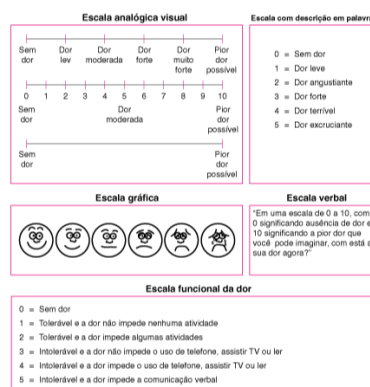 Escala analógica visual
Sem dor
Dor lev
Dor moderada
Dor forte
Dor muito forte
Pior dor possível
0 1 2 3 4 5 6 7 8 9 10
Sem dor
Dor moderada
Pior dor possível
Sem dor
Pior dor possível
Escala com descrição em palavr
0 = Sem dor
1 = Dor leve
2 = Dor angustiante
3 = Dor forte
4 = Dor terrível
5 = Dor excruciante
Escala gráfica
Escala verbal
"Em uma escala de 0 a 10, com
0 significando ausência de dor e
10 significando a pior dor que
você pode imaginar, com está a
sua dor agora?"
Escala funcional da dor
0 = Sem dor
1 = Tolerável e a dor não impede nenhuma atividade
2 = Tolerável e a dor impede algumas atividades
3 = Intolerável e a dor não impede o uso de telefone, assistir TV ou ler
4 = Intolerável e a dor impede o uso de telefone, assistir TV ou ler
5 = Intolerável e a dor impede a comunicação verbal